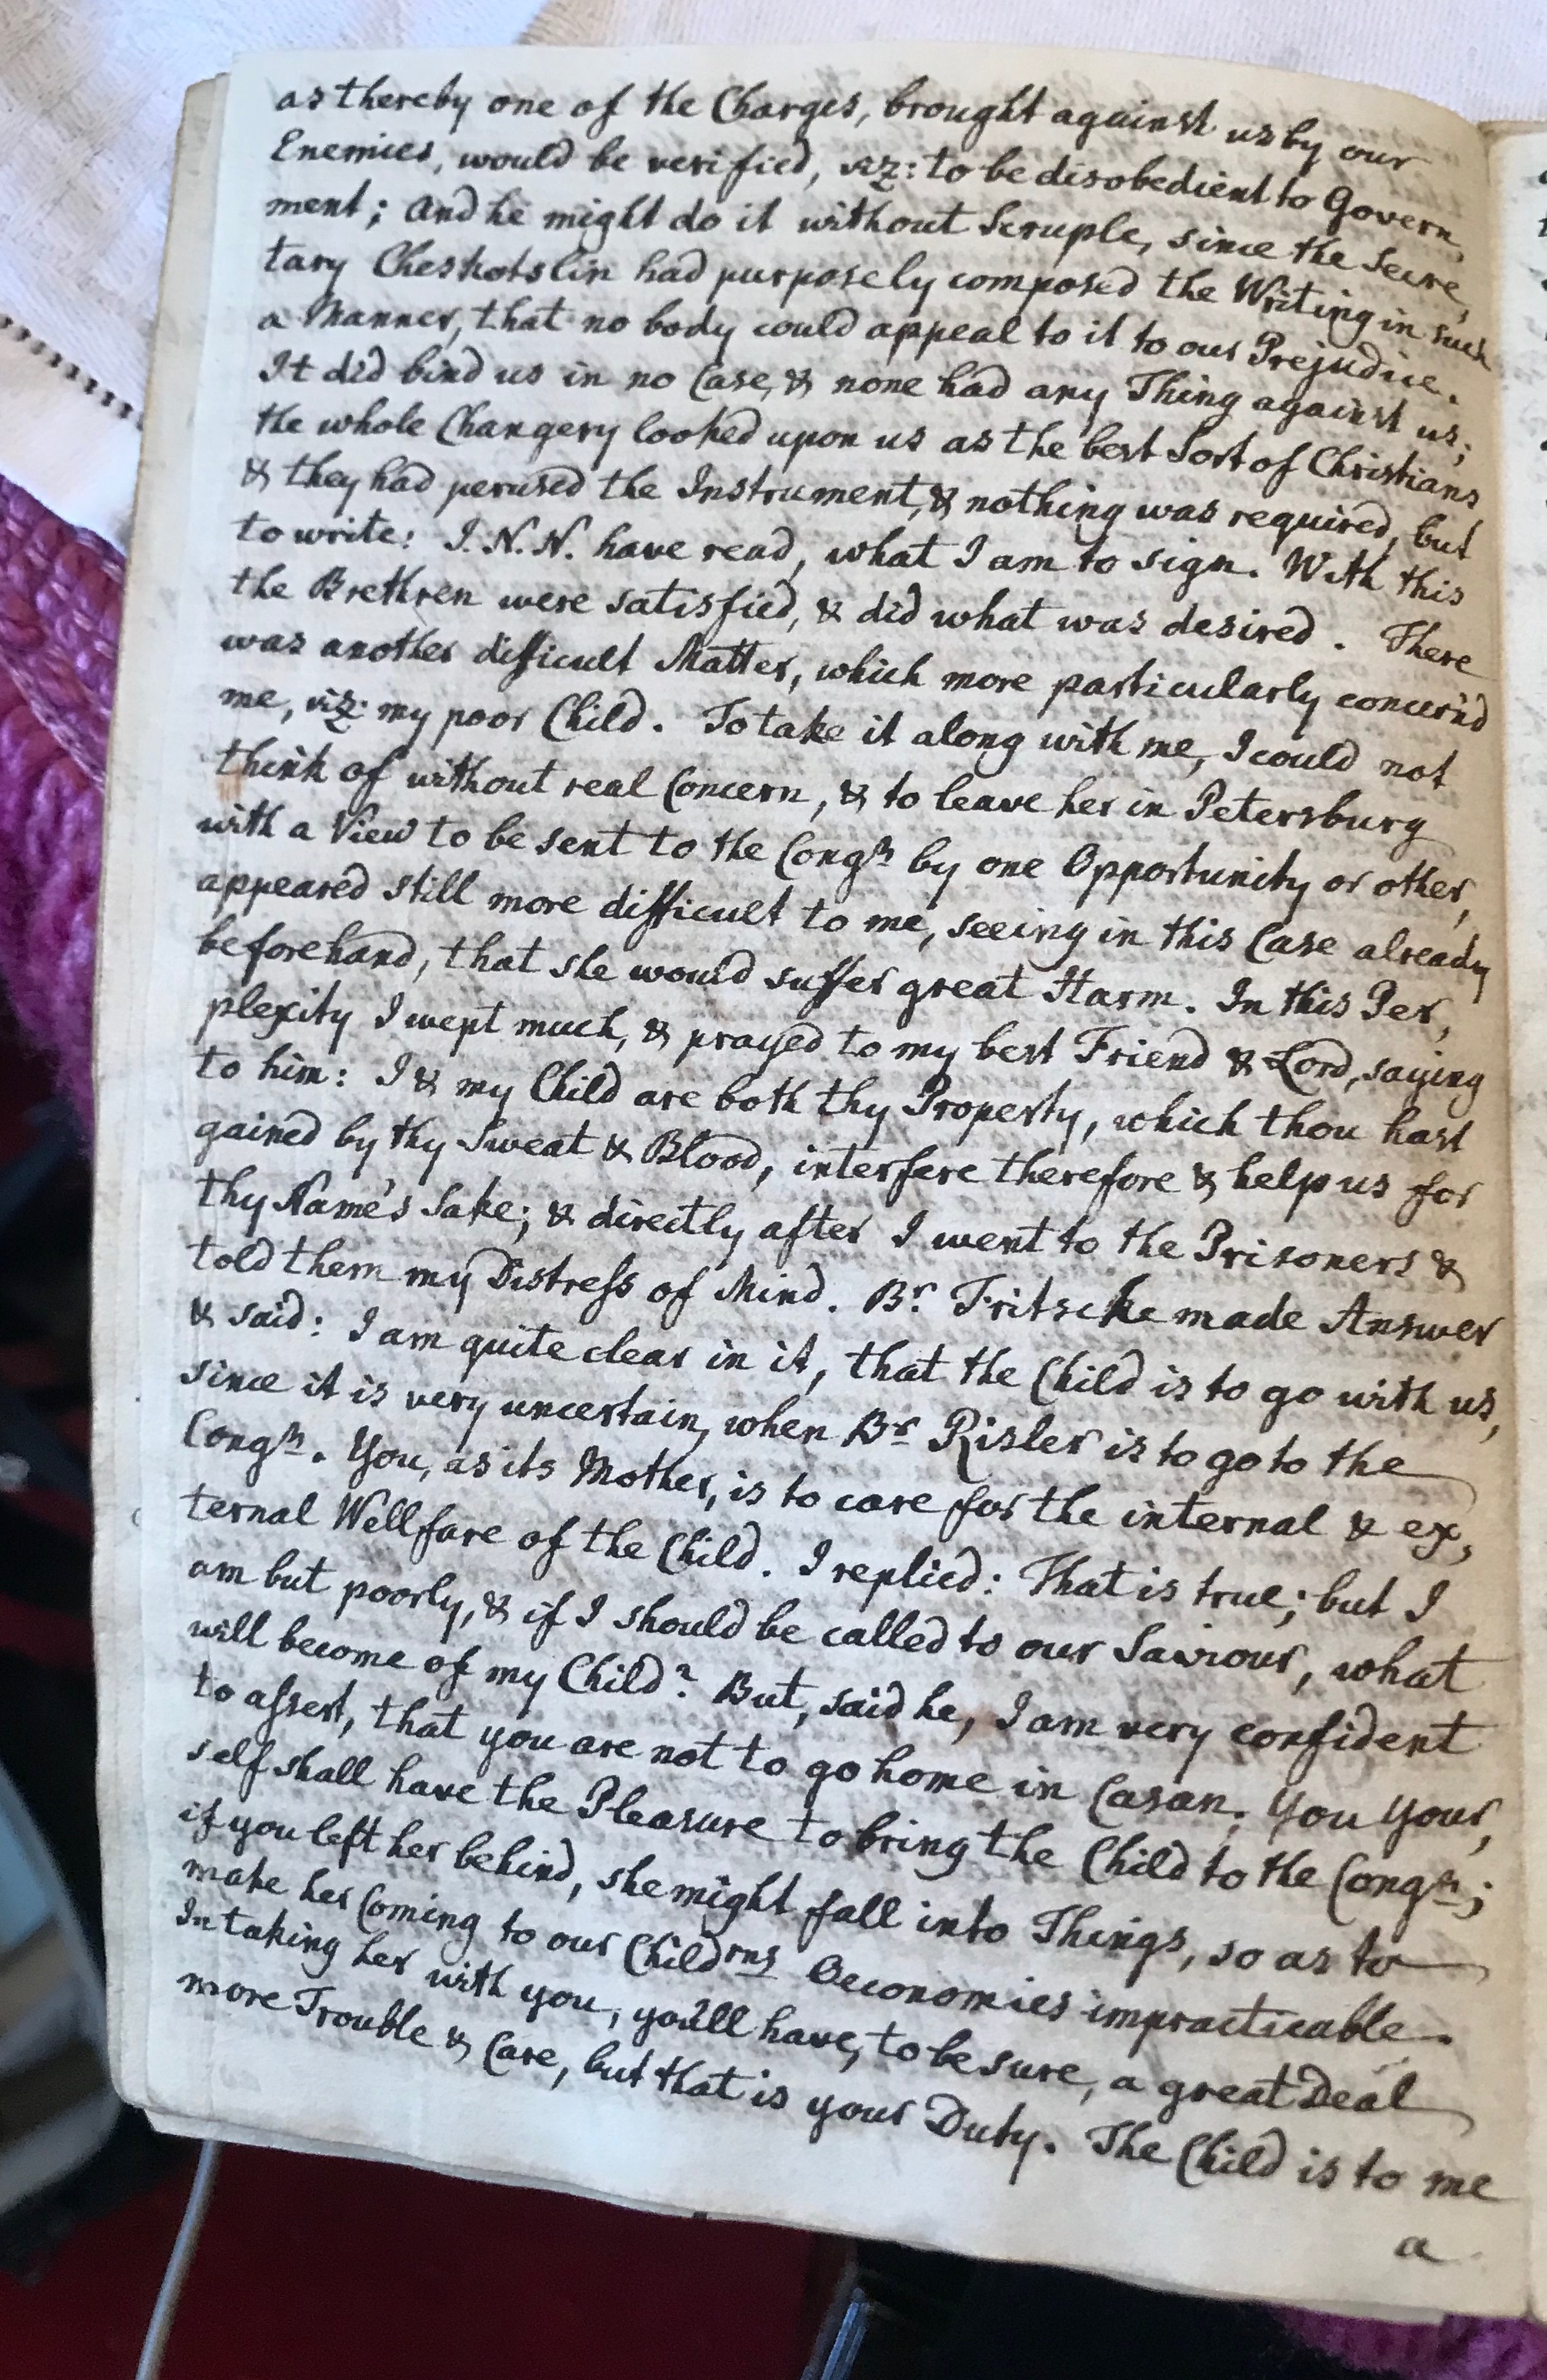 as thereby one of the Charges, brought against us by our
Enemies, would be verified, viz: to be disobedient to Govern,
ment; and he might do it without Scruple, since the Secre,
tary Cheskotslin had purposely composed the Writing in such
a Manner, that no body could appeal to it to our Prejudice.
It did bind us in no Case, & none had any Thing against us;
the whole Changery looked upon us as the best Sort of Christians
& they had perused the Instrument, & nothing was required, but
to write: I. N. N. have read, what I am to sign. With this
the Brethren were satisfied, & did what was desired. There
was another difficult Matter, which more particularly concern'd
me, viz: my poor Child. To take it along with me, I could not
think of without real Concern, & to leave her in Petersburg
with a View to be sent to the Congn by one Opportunity or other,
appeared still more difficult to me, seeing in this Case already
beforehand, that she would suffer great Harm. In this Per,
plexity I wept much, & prayed to my best Friend & Lord, saying
to him: I & my Child are both thy Property, which thou hast
gained by thy Sweat & Blood, interfere therefore & help us for
thy Name's Sake; & directly after I went to the Prisoners &
told them my Distress of Mind. Br. Fritsche made Answer
& said: I am quite clear in it, that the Child is to go with us,
since it is very uncertain, when Br Risler is to go to the
Congn. You, as its Mother, is to care for the internal & ex,
ternal Wellfare of the Child. I replied: That is true; but I
am but poorly, & if I should be called to our Saviour, what
will become of my Child? But, said he, I am very confident
to assert, that you are not to go home in Casan. You Your,
self shall have the Pleasure to bring the Child to the Congn;
if you left her behind, she might fall into Things, so as to
make her Coming to our Childrns Oeconomies impracticable.
In taking her with you, you'll have, to be sure, a great Deal
more Trouble & Care, but that is your Duty. The Child is to me
a